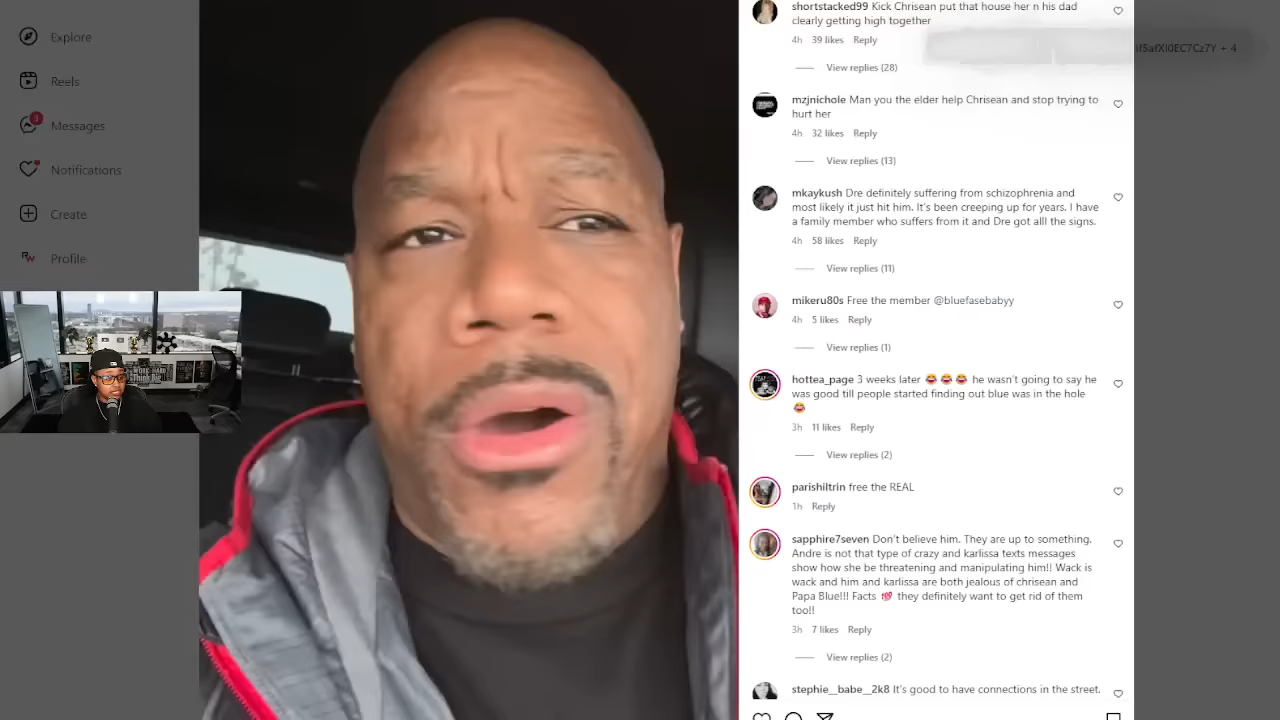 Explore
Reels
3
Messages
Notifications
Create
RW
Profile
shortstacked99 Kick Chrisean put that house her n his dad
clearly getting high together
4h 39 likes Reply
View replies (28)
if5afXI0EC7Cz7Y + 4
mzjnichole Man you the elder help Chrisean and stop trying to
hurt her
4h 32 likes Reply
View replies (13)
mkaykush Dre definitely suffering from schizophrenia and
most likely it just hit him. It's been creeping up for years. I have
a family member who suffers from it and Dre got alll the signs.
4h 58 likes Reply
View replies (11)
mikeru80s Free the member @bluefasebabyy
4h 5 likes Reply
View replies (1)
hottea_page 3 weeks later 😂 😂 😂 he wasn't going to say he
was good till people started finding out blue was in the hole
😂
3h 11 likes Reply
View replies (2)
parishiltrin free the REAL
1h Reply
sapphire7seven Don't believe him. They are up to something.
Andre is not that type of crazy and karlissa texts messages
show how she be threatening and manipulating him!! Wack is
wack and him and karlissa are both jealous of chrisean and
Papa Blue!!! Facts 💯 they definitely want to get rid of them
too!!
3h 7 likes Reply
View replies (2)
stephie__babe__2k8 It's good to have connections in the street.